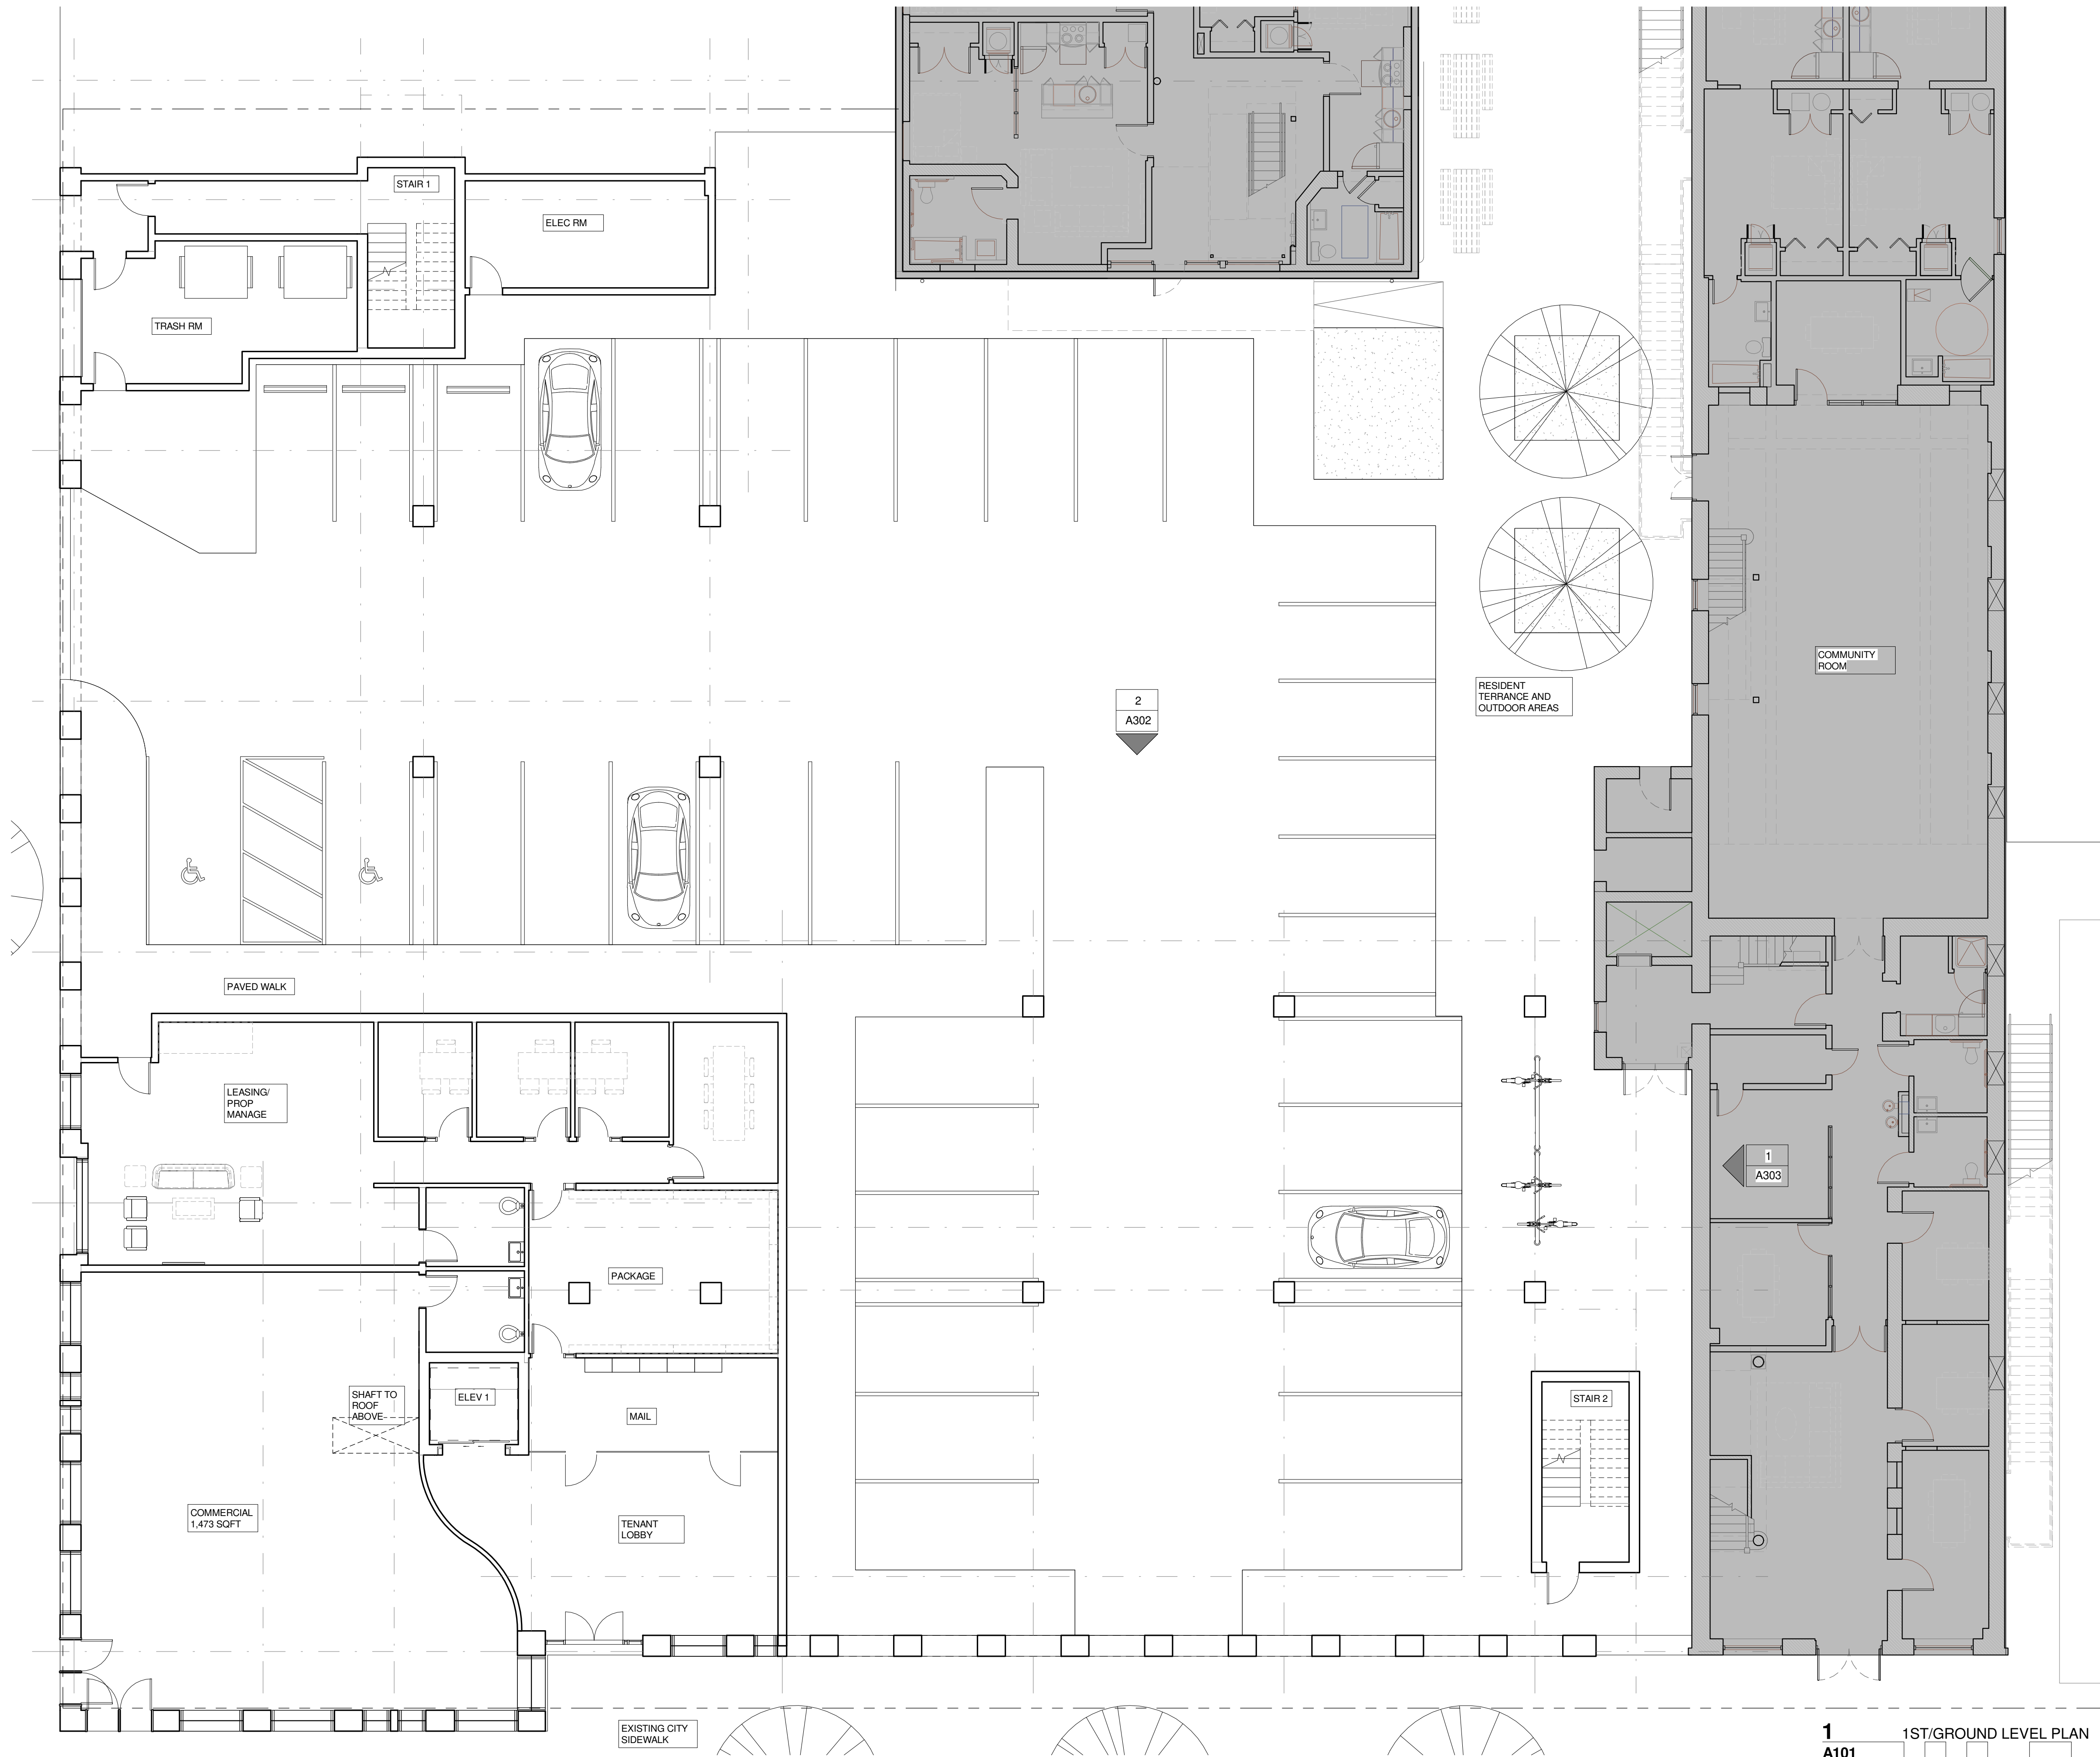 STAIR 1
ELEC RM
TRASH RM
COMMUNITY
ROOM
RESIDENT
TERRANCE AND
OUTDOOR AREAS
2
A302
PAVED WALK
LEASING/
PROP
MANAGE
1
A303
PACKAGE
SHAFT TO
ROOF
ABOVE
ELEV 1
STAIR 2
MAIL
COMMERCIAL
1,473 SQFT
TENANT
LOBBY
EXISTING CITY
SIDEWALK
1
1ST/GROUND LEVEL PLAN
A101